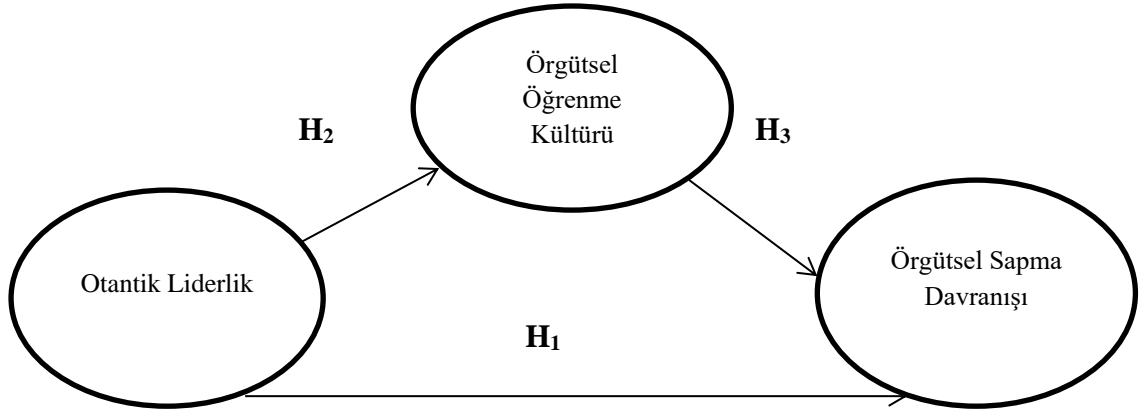 Örgütsel
Öğrenme
Kültürü
H₂
H₃
Otantik Liderlik
Örgütsel Sapma
Davranışı
H₁